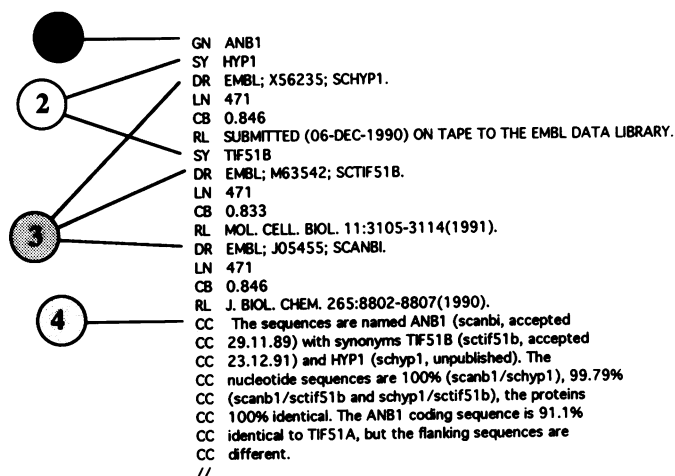 GN ANB1
SY HYP1
DR EMBL; X56235; SCHYP1.
LN 471
CB 0.846
RL SUBMITTED (06-DEC-1990) ON TAPE TO THE EMBL DATA LIBRARY.
SY TIF51B
DR EMBL; M63542; SCTIF51B.
LN 471
CB 0.833
RL MOL. CELL. BIOL. 11:3105-3114(1991).
DR EMBL; J05455; SCANBI.
LN 471
CB 0.846
RL J. BIOL. CHEM. 265:8802-8807(1990).
CC The sequences are named ANB1 (scanbi, accepted
CC 29.11.89) with synonyms TIF51B (sctif51b, accepted
CC 23.12.91) and HYP1 (schyp1, unpublished). The
CC nucleotide sequences are 100% (scanb1/schyp1), 99.79%
CC (scanb1/sctif51b and schyp1/sctif51b), the proteins
CC 100% identical. The ANB1 coding sequence is 91.1%
CC identical to TIF51A, but the flanking sequences are
CC different.
//
2
3
4